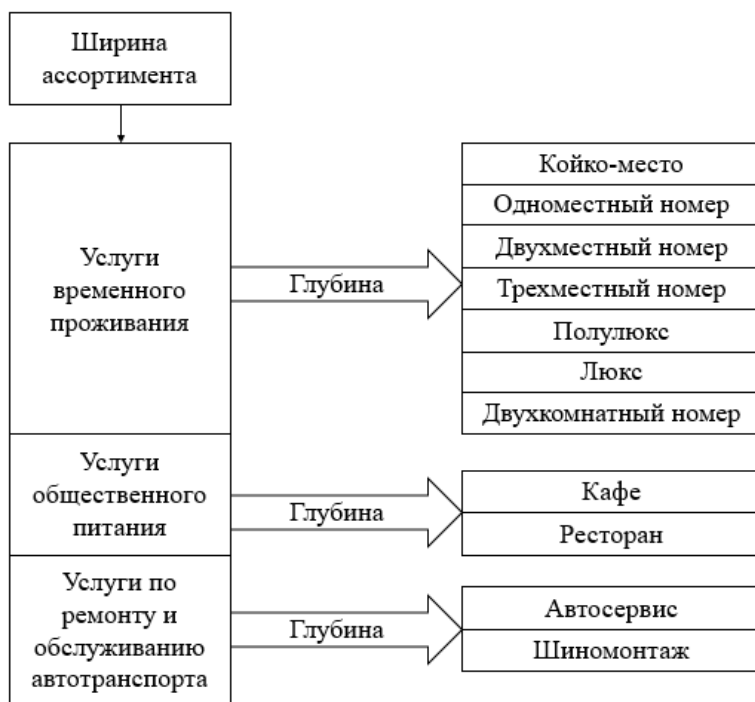 Ширина
ассортимента
Услуги
временного
проживания
Глубина
Койко-место
Одноместный номер
Двухместный номер
Трехместный номер
Полулюкс
Люкс
Двухкомнатный номер
Услуги
общественного
питания
Глубина
Кафе
Ресторан
Услуги по
ремонту и
обслуживанию
автотранспорта
Глубина
Автосервис
Шиномонтаж